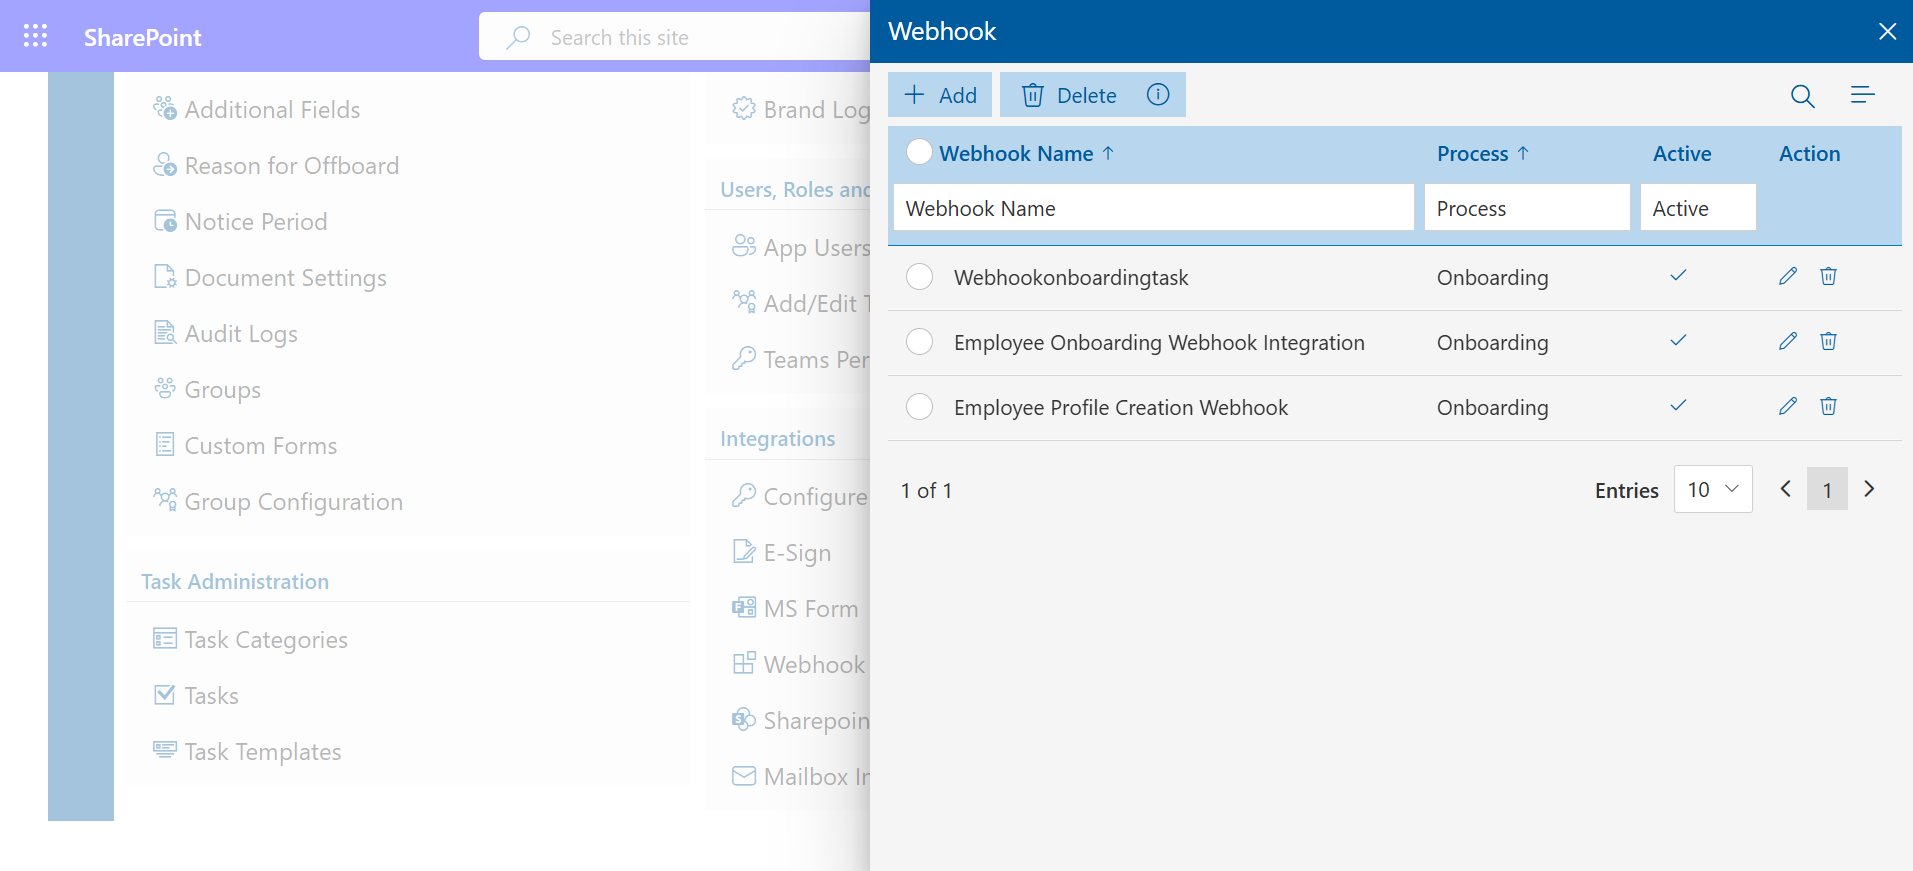 SharePoint
Search this site
Additional Fields
Reason for Offboard
Notice Period
Document Settings
Audit Logs
Groups
Custom Forms
Group Configuration
Task Administration
Task Categories
Tasks
Task Templates
Brand Log
Users, Roles and
App Users
Add/Edit T
Teams Per
Integrations
Configure
E-Sign
MS Form
Webhook
Sharepoin
Mailbox In
Webhook
Add Delete
Webhook Name ↑ Process ↑ Active Action
Webhook Name Process Active
Webhookonboardingtask Onboarding
Employee Onboarding Webhook Integration Onboarding
Employee Profile Creation Webhook Onboarding
1 of 1 Entries 10 1